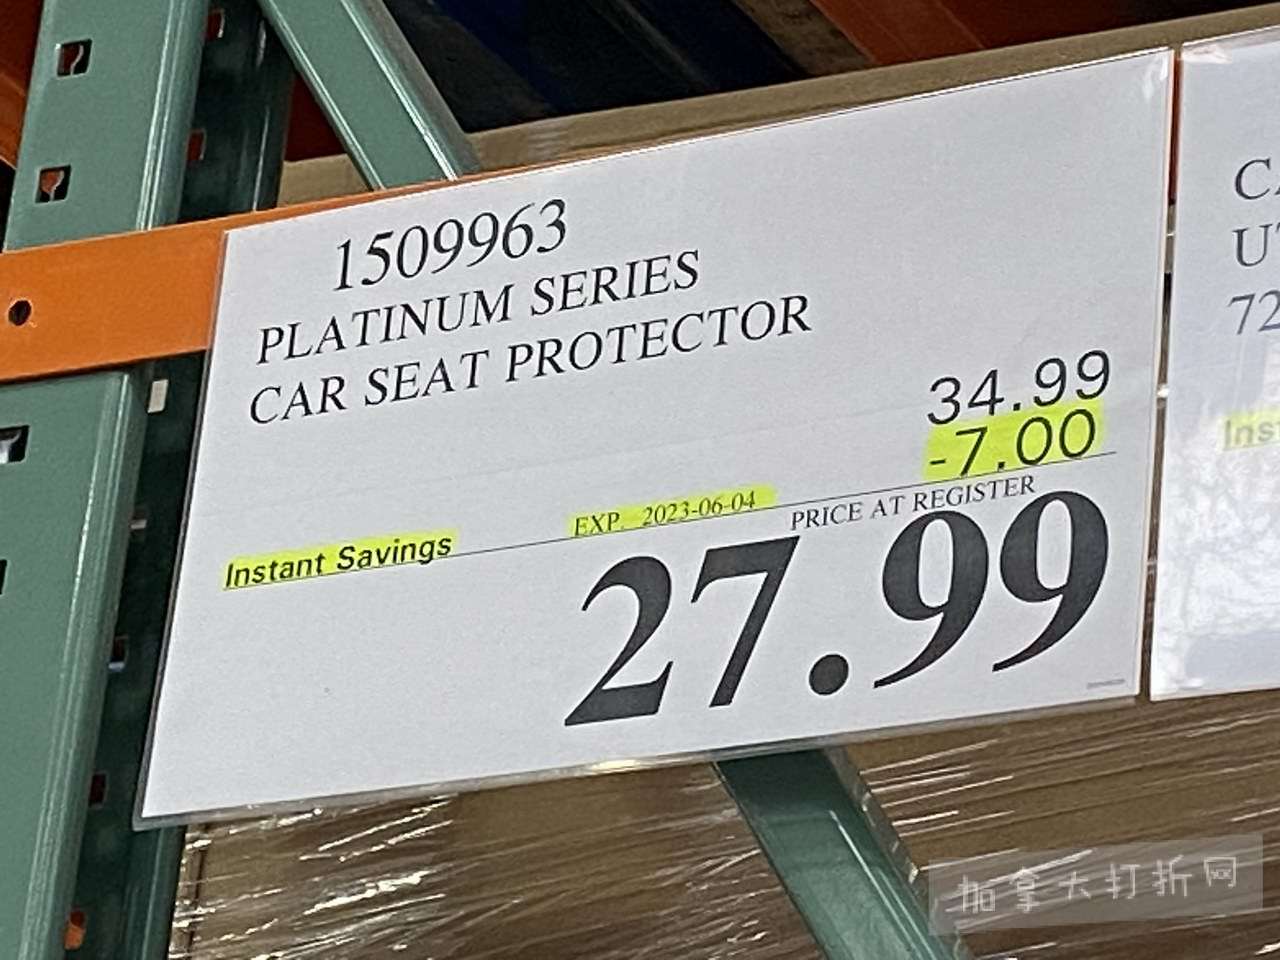 1509963
PLATINUM SERIES
CAR SEAT PROTECTOR
34.99
-7.00
Instant Savings
EXP. 2023-06-04
PRICE AT REGISTER
27.99
72
加拿大打折网